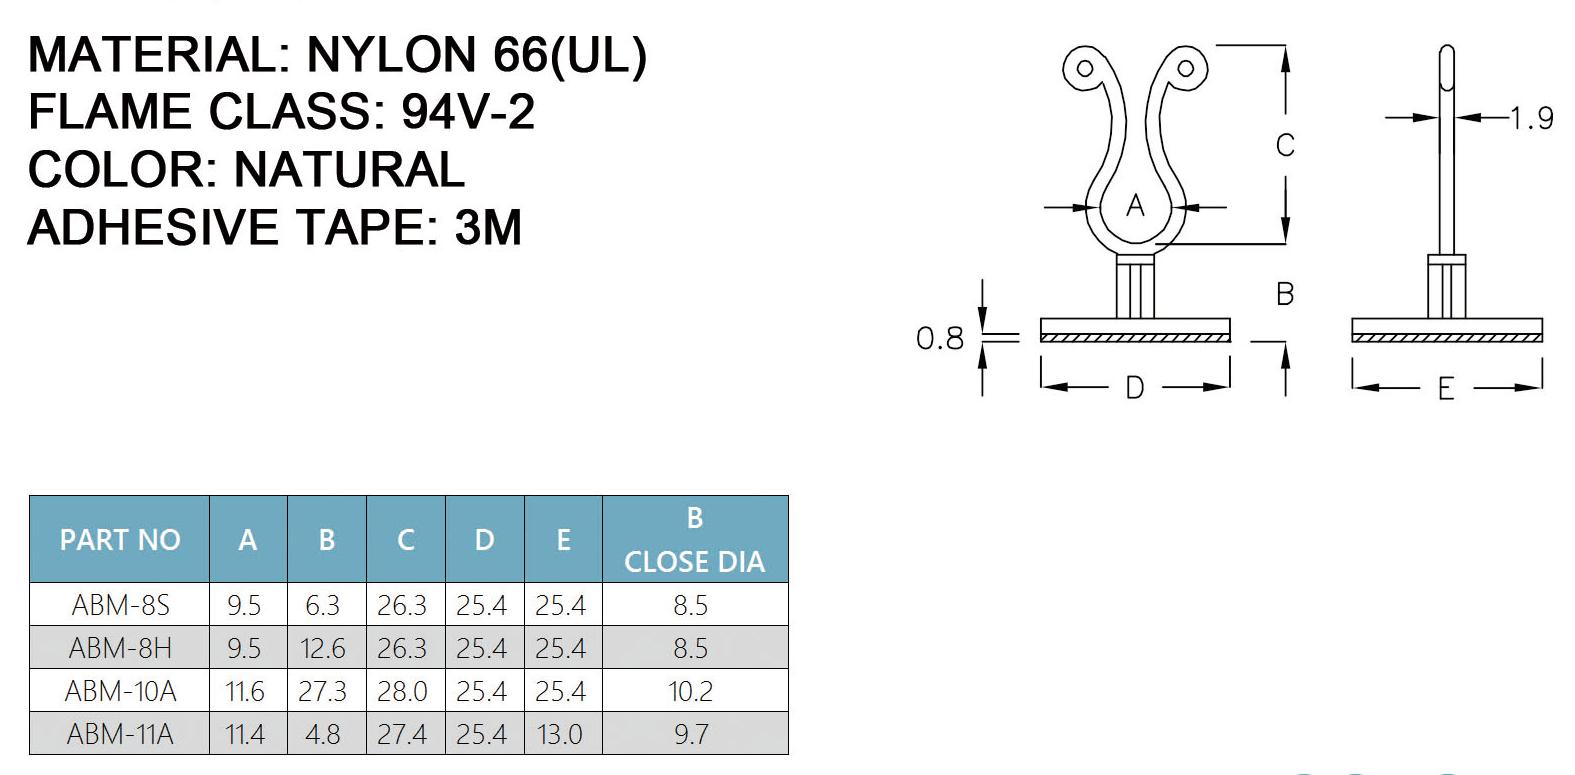 MATERIAL: NYLON 66(UL)
FLAME CLASS: 94V-2
COLOR: NATURAL
ADHESIVE TAPE: 3M
C
1.9
A
B
0.8
D
E
PART NO A B C D E B CLOSE DIA
ABM-8S 9.5 6.3 26.3 25.4 25.4 8.5
ABM-8H 9.5 12.6 26.3 25.4 25.4 8.5
ABM-10A 11.6 27.3 28.0 25.4 25.4 10.2
ABM-11A 11.4 4.8 27.4 25.4 13.0 9.7